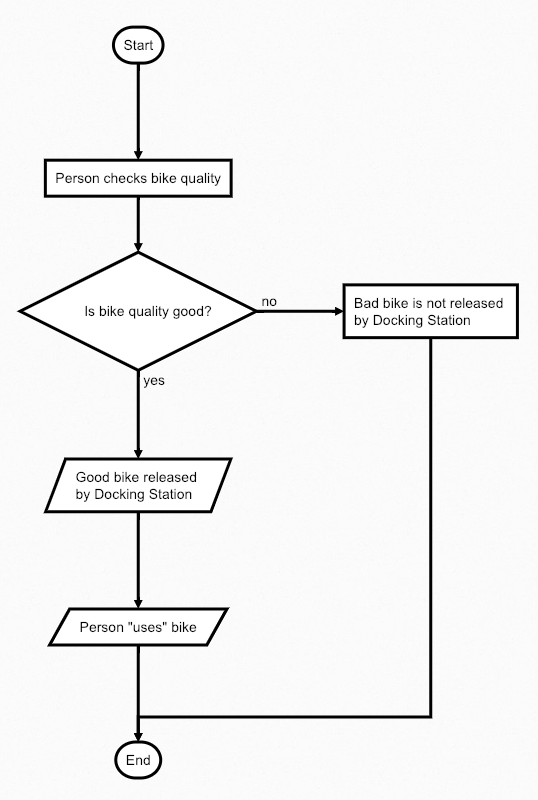 Start
Person checks bike quality
Is bike quality good?
no
Bad bike is not released
by Docking Station
yes
Good bike released
by Docking Station
Person "uses" bike
End